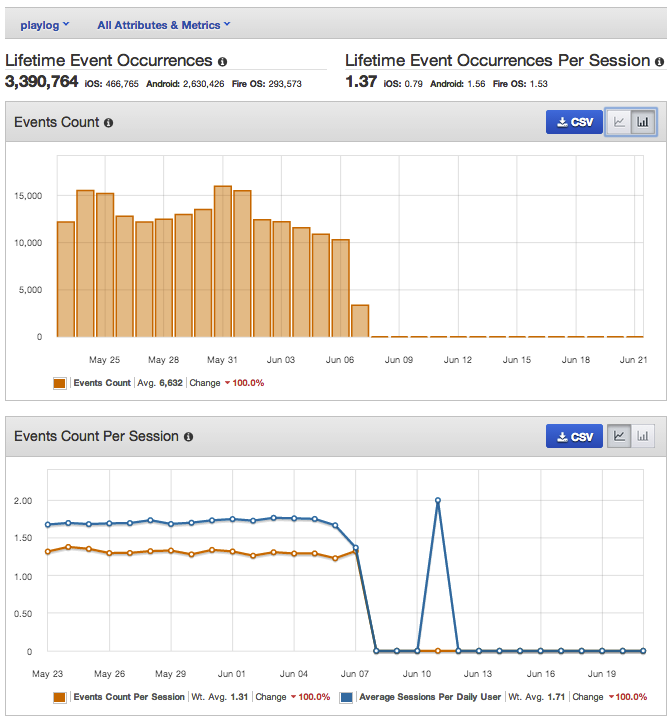 playlog All Attributes & Metrics
Lifetime Event Occurrences
3,390,764 iOS: 466,765 Android: 2,630,426 Fire OS: 293,573
Lifetime Event Occurrences Per Session
1.37 iOS: 0.79 Android: 1.56 Fire OS: 1.53
Events Count
CSV
15,000
10,000
5,000
0
May 25 May 28 May 31 Jun 03 Jun 06 Jun 09 Jun 12 Jun 15 Jun 18 Jun 21
Events Count Avg. 6,632 Change 100.0%
Events Count Per Session
CSV
2.00
1.50
1.00
0.50
0
May 23 May 26 May 29 Jun 01 Jun 04 Jun 07 Jun 10 Jun 13 Jun 16 Jun 19
Events Count Per Session Wt. Avg. 1.31 Change 100.0% Average Sessions Per Daily User Wt. Avg. 1.71 Change 100.0%